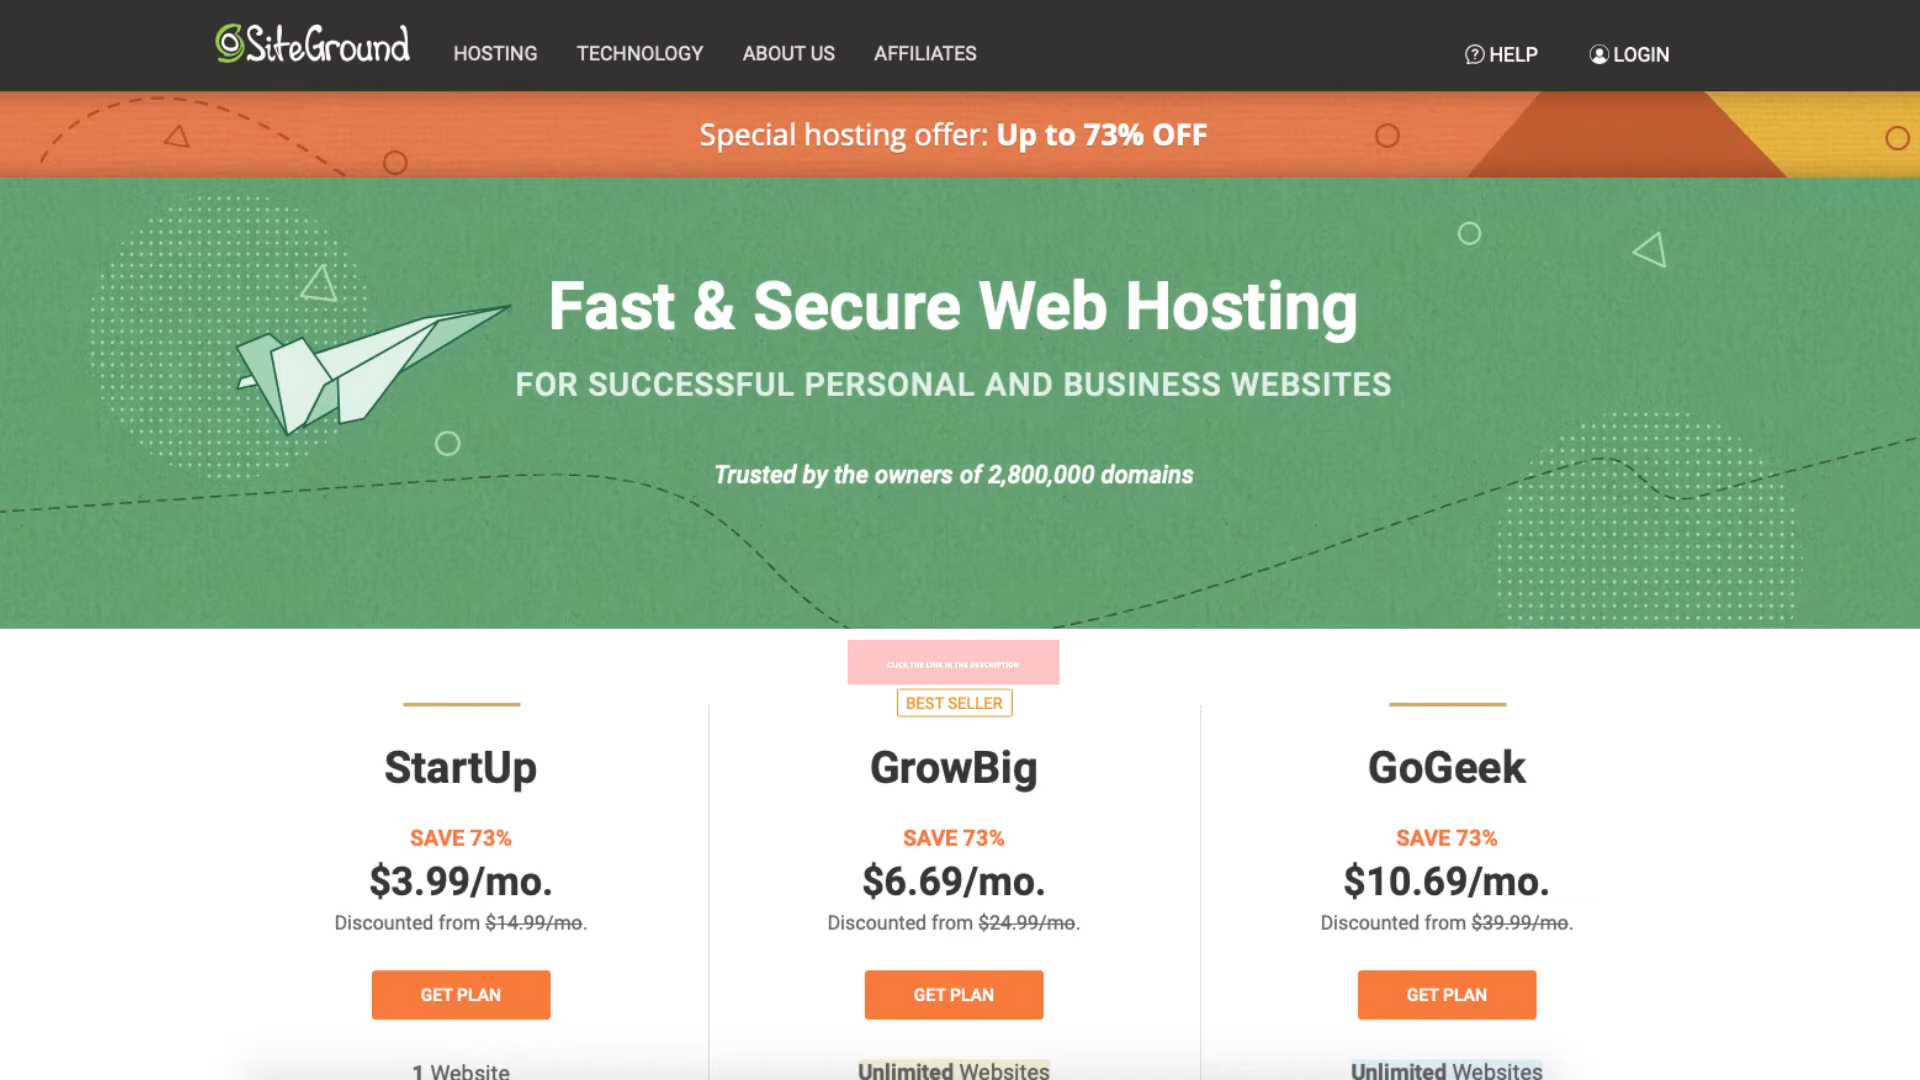 SiteGround HOSTING TECHNOLOGY ABOUT US AFFILIATES HELP LOGIN
Special hosting offer: Up to 73% OFF
Fast & Secure Web Hosting
FOR SUCCESSFUL PERSONAL AND BUSINESS WEBSITES
Trusted by the owners of 2,800,000 domains
CLICK THE LINK IN THE DESCRIPTION
BEST SELLER
StartUp
SAVE 73%
$3.99/mo.
Discounted from $14.99/mo.
GET PLAN
1 Website
GrowBig
SAVE 73%
$6.69/mo.
Discounted from $24.99/mo.
GET PLAN
Unlimited Websites
GoGeek
SAVE 73%
$10.69/mo.
Discounted from $39.99/mo.
GET PLAN
Unlimited Websites